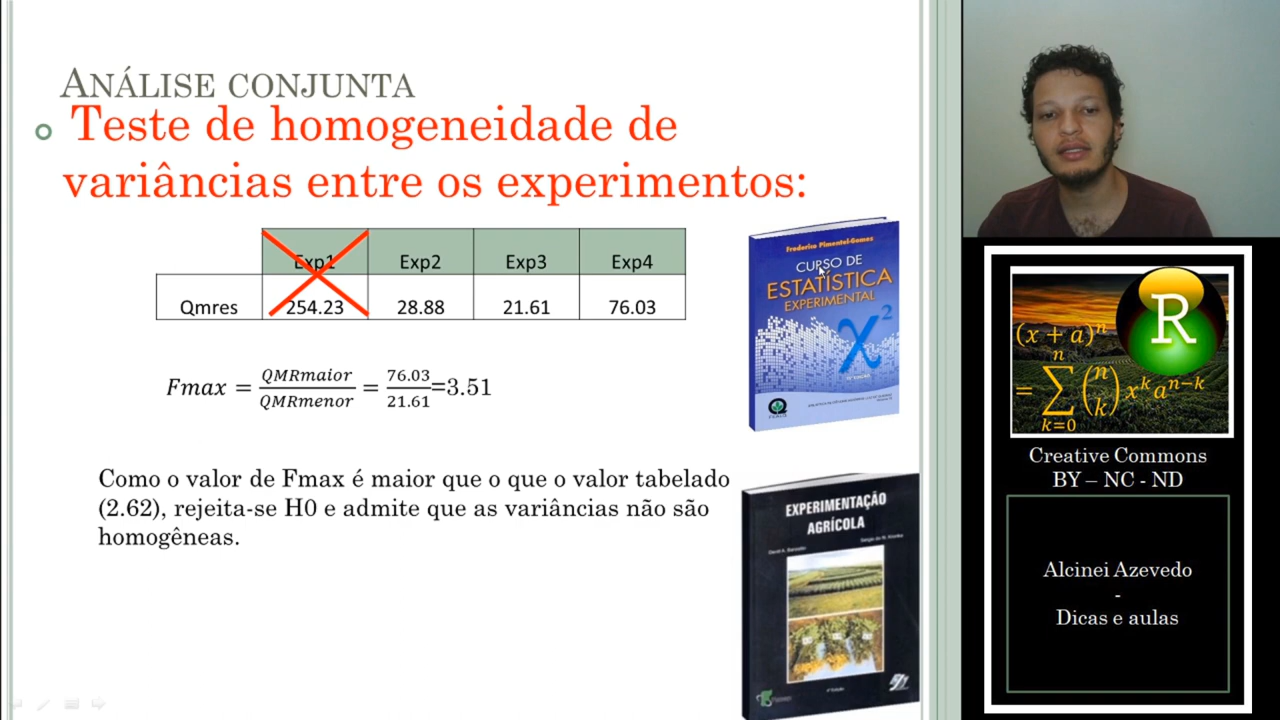 ANÁLISE CONJUNTA
Teste de homogeneidade de
variâncias entre os experimentos:
Exp1 Exp2 Exp3 Exp4
Qmres 254.23 28.88 21.61 76.03
Fmax = QMRmaior / QMRmenor = 76.03 / 21.61 =3.51
Como o valor de Fmax é maior que o que o valor tabelado
(2.62), rejeita-se H0 e admite que as variâncias não são
homogêneas.
Frederico Pimentel-Gomes
CURSO DE
ESTATÍSTICA
EXPERIMENTAL
χ2
EXPERIMENTAÇÃO
AGRÍCOLA
R
(x + a)^n
= ∑ n k=0 (n k) x^k a^n−k
Creative Commons
BY – NC - ND
Alcinei Azevedo
-
Dicas e aulas